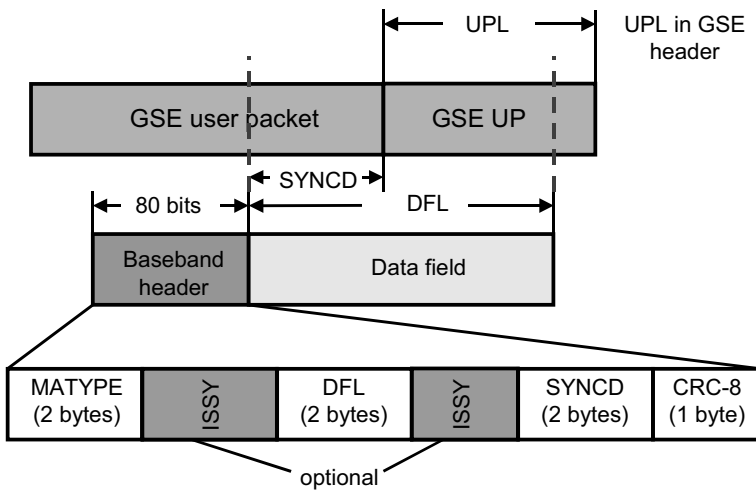 UPL
UPL in GSE
header
GSE user packet
GSE UP
SYNCD
80 bits
DFL
Baseband
header
Data field
MATYPE
(2 bytes)
ISSY
DFL
(2 bytes)
ISSY
SYNCD
(2 bytes)
CRC-8
(1 byte)
optional